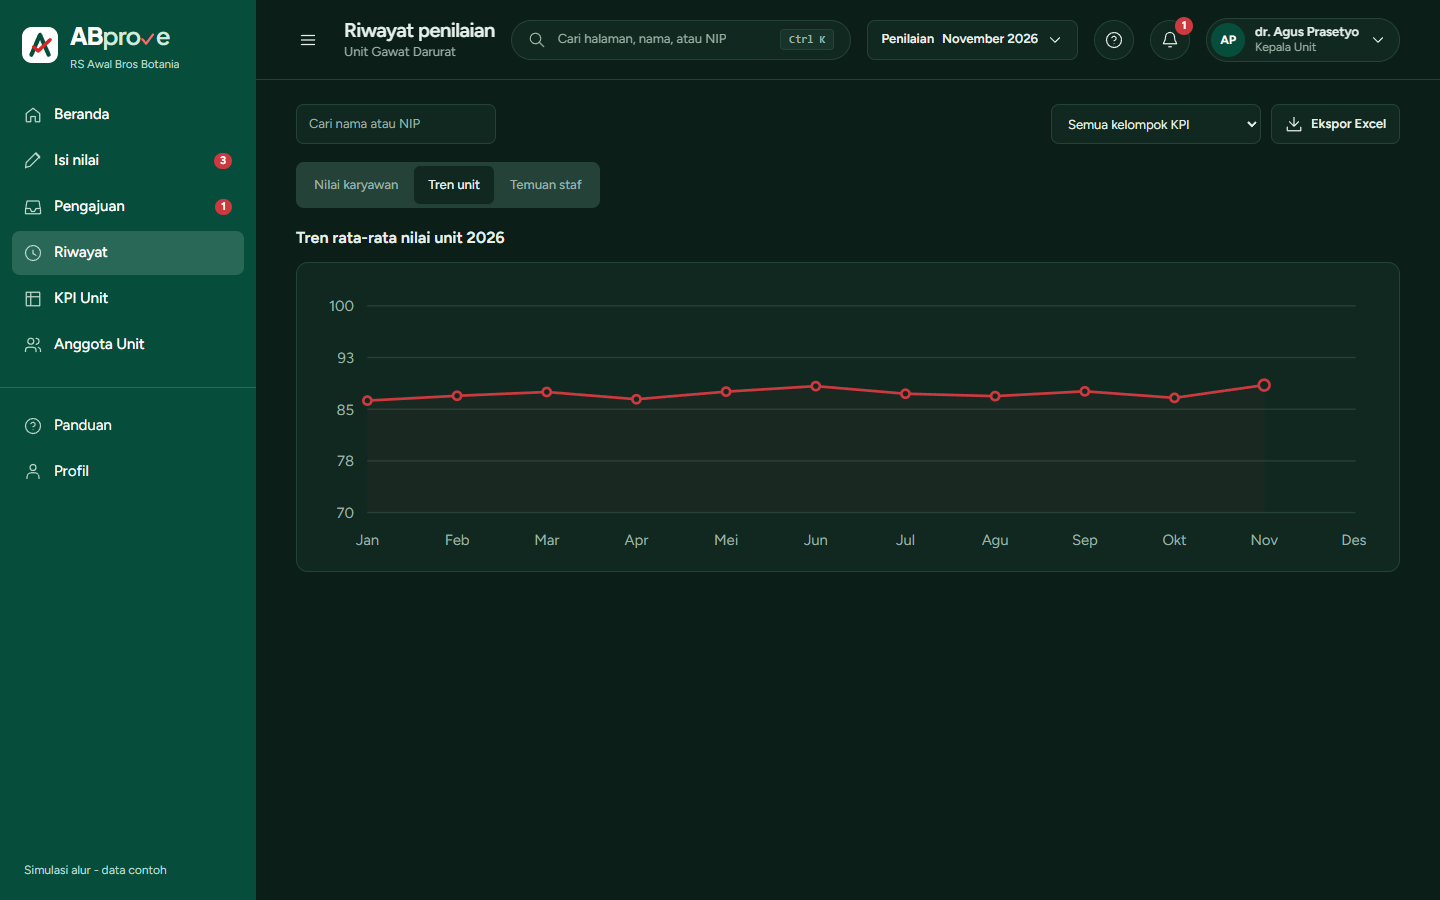 ABprove
RS Awal Bros Botania
Beranda
Isi nilai 3
Pengajuan 1
Riwayat
KPI Unit
Anggota Unit
Panduan
Profil
Simulasi alur - data contoh
Riwayat penilaian
Unit Gawat Darurat
Cari halaman, nama, atau NIP Ctrl K
Penilaian November 2026
1
AP
dr. Agus Prasetyo
Kepala Unit
Cari nama atau NIP
Semua kelompok KPI
Ekspor Excel
Nilai karyawan Tren unit Temuan staf
Tren rata-rata nilai unit 2026
100
93
85
78
70
Jan Feb Mar Apr Mei Jun Jul Agu Sep Okt Nov Des